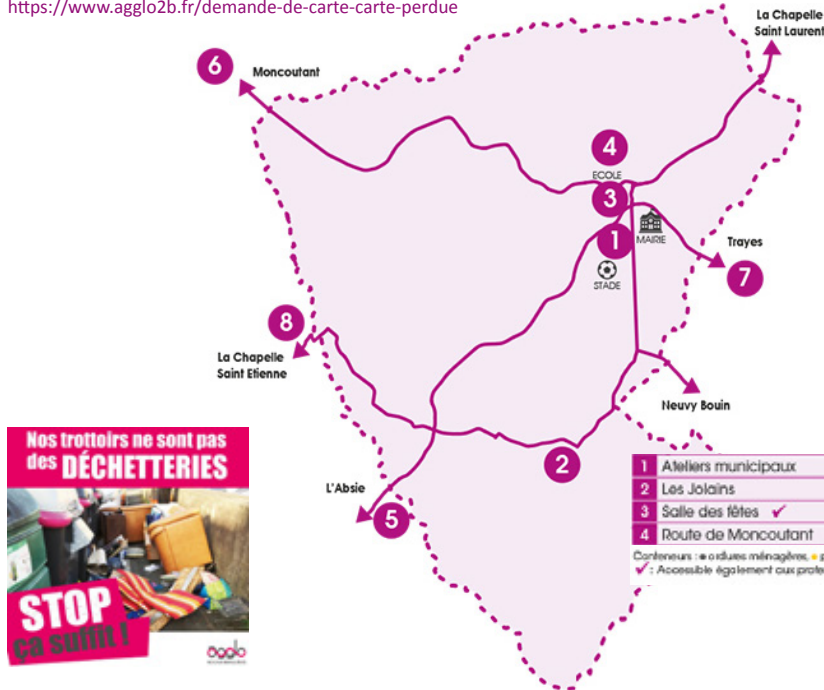 https://www.agglo2b.fr/demande-de-carte-carte-perdue
La Chapelle
Saint Laurent
6
Moncoutant
4
ECOLE
3
1
MAIRIE
STADE
Trayes
7
8
La Chapelle
Saint Etienne
Neuvy Bouin
2
L'Absie
5
Nos trottoirs ne sont pas
des DÉCHETTERIES
STOP
ça suffit !
agglo
1 Ateliers municipaux
2 Les Jolains
3 Salle des fêtes ✓
4 Route de Moncoutant
Conteneurs : ● ordures ménagères, ●
✓ : Accessible également aux